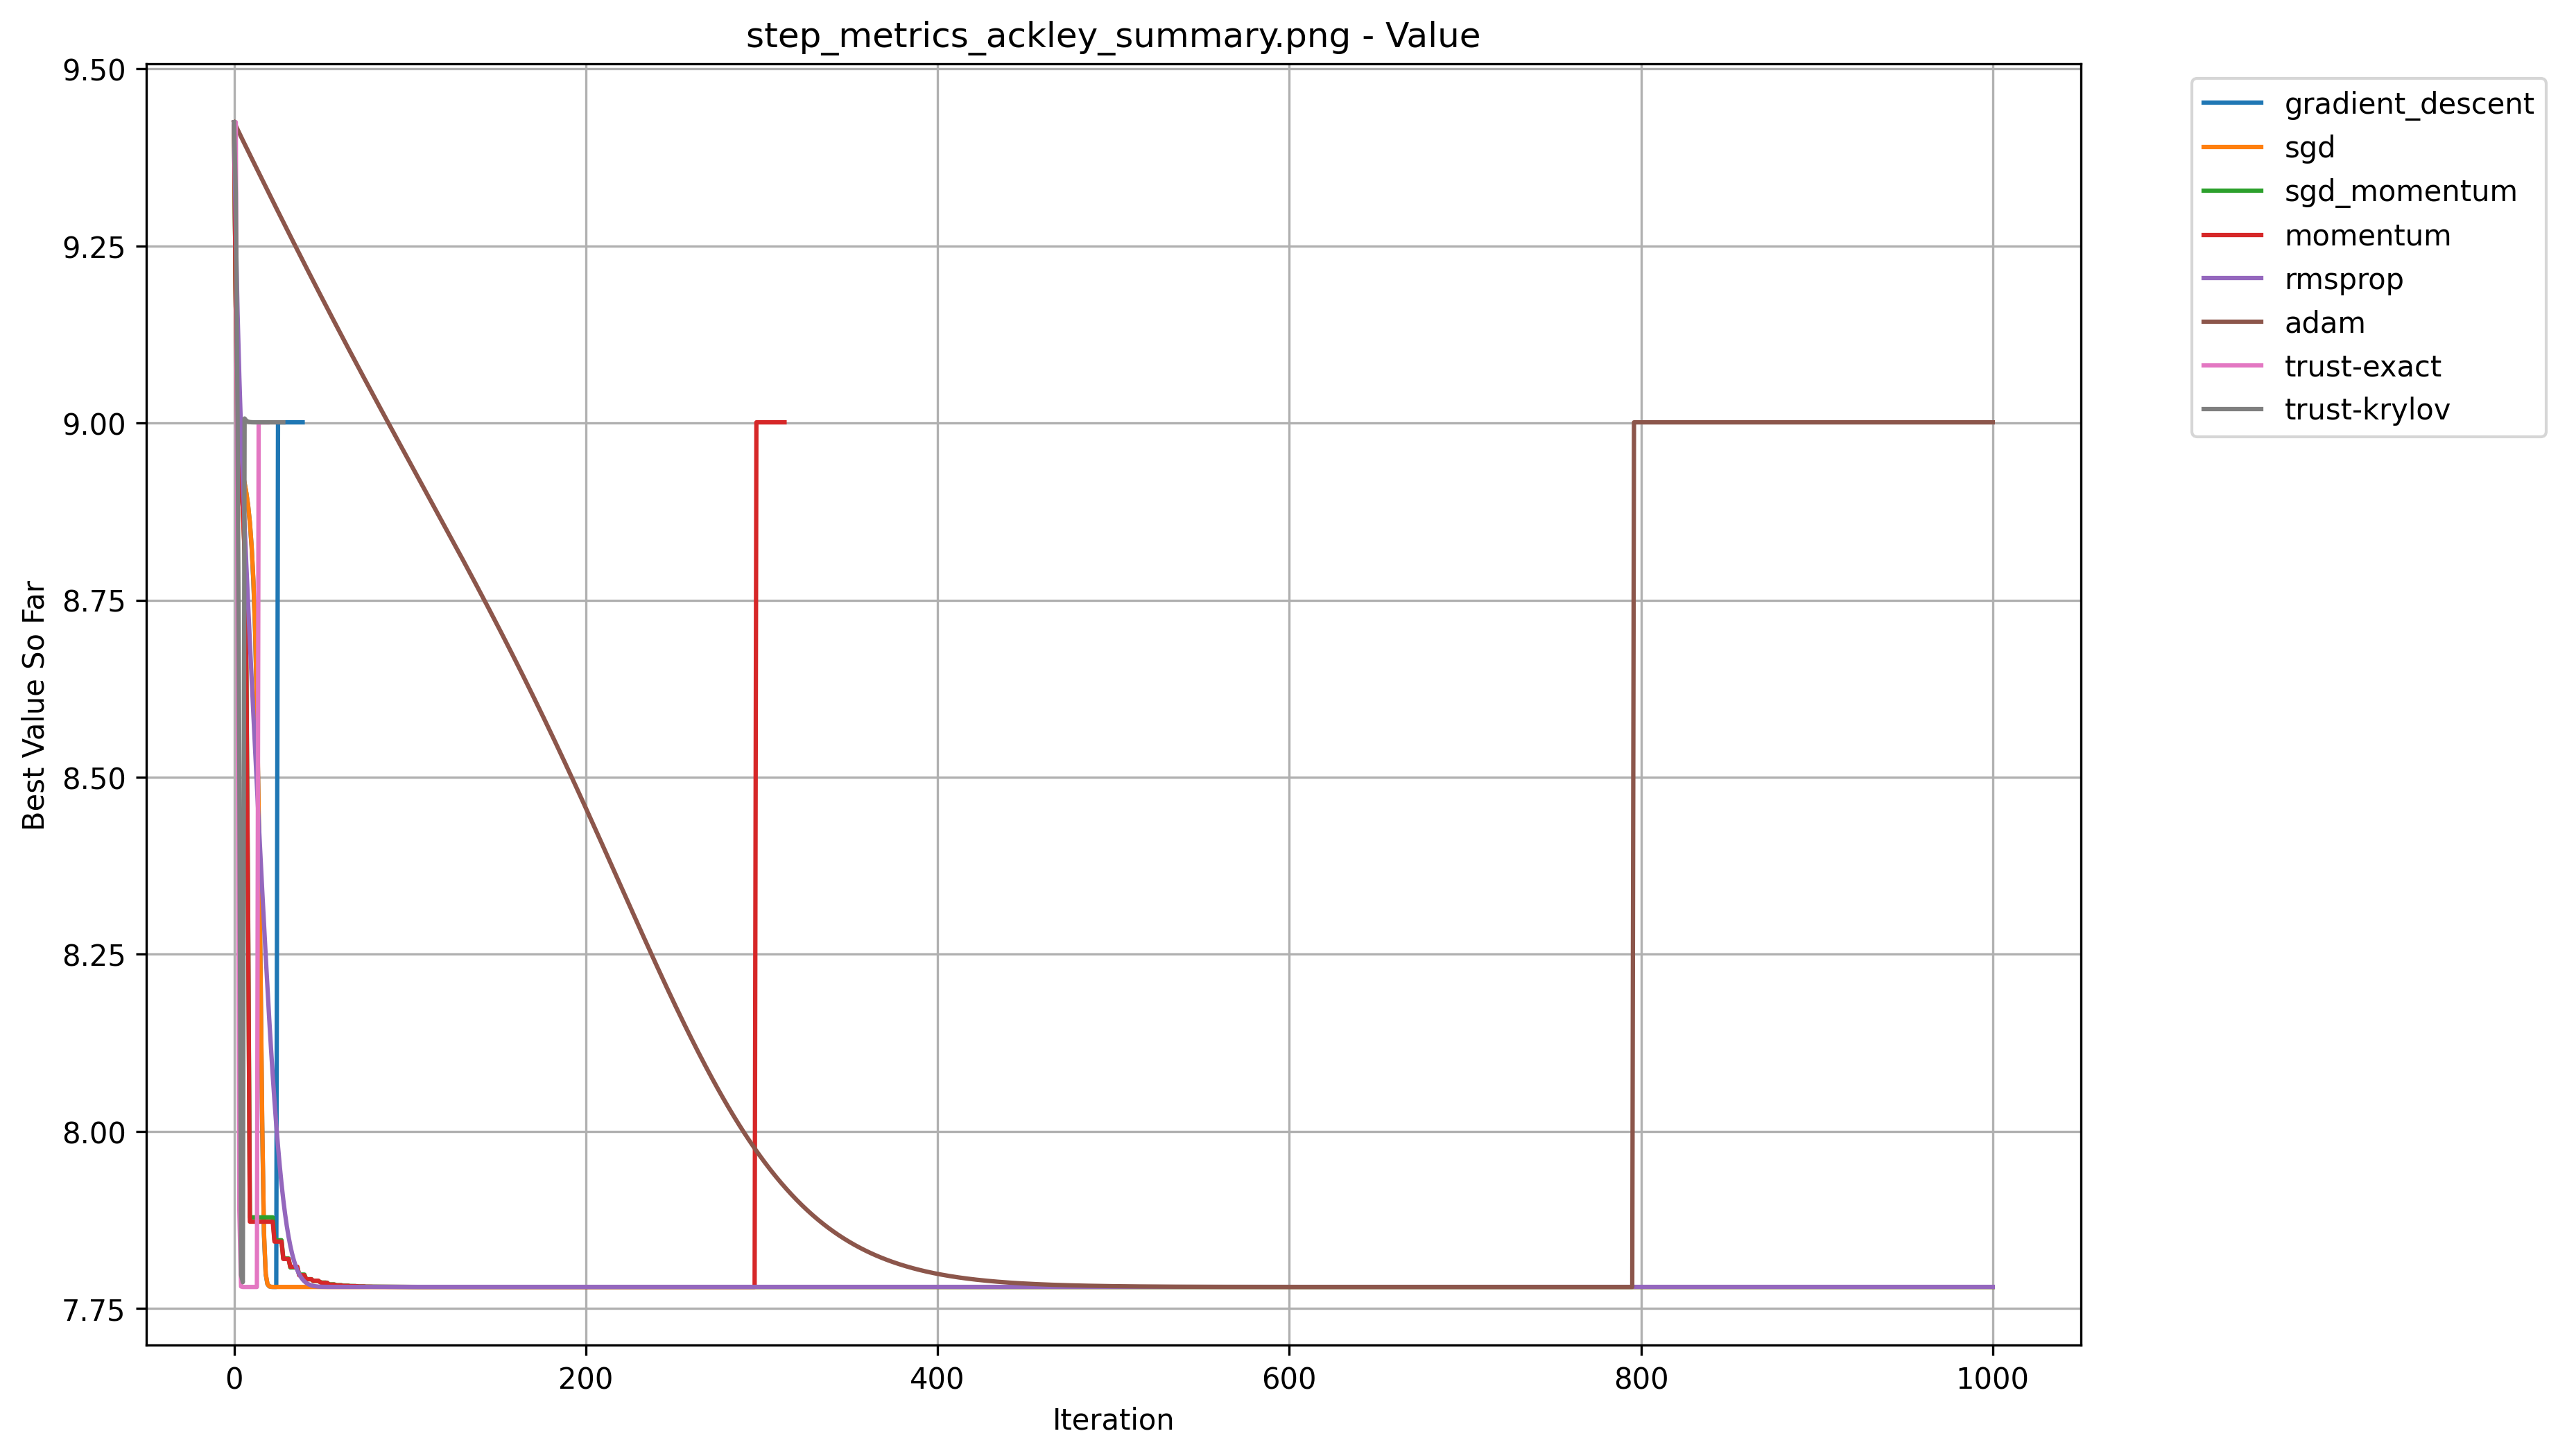 step_metrics_ackley_summary.png - Value
9.50
9.25
9.00
8.75
8.50
8.25
8.00
7.75
Best Value So Far
0
200
400
600
800
1000
Iteration
gradient_descent
sgd
sgd_momentum
momentum
rmsprop
adam
trust-exact
trust-krylov